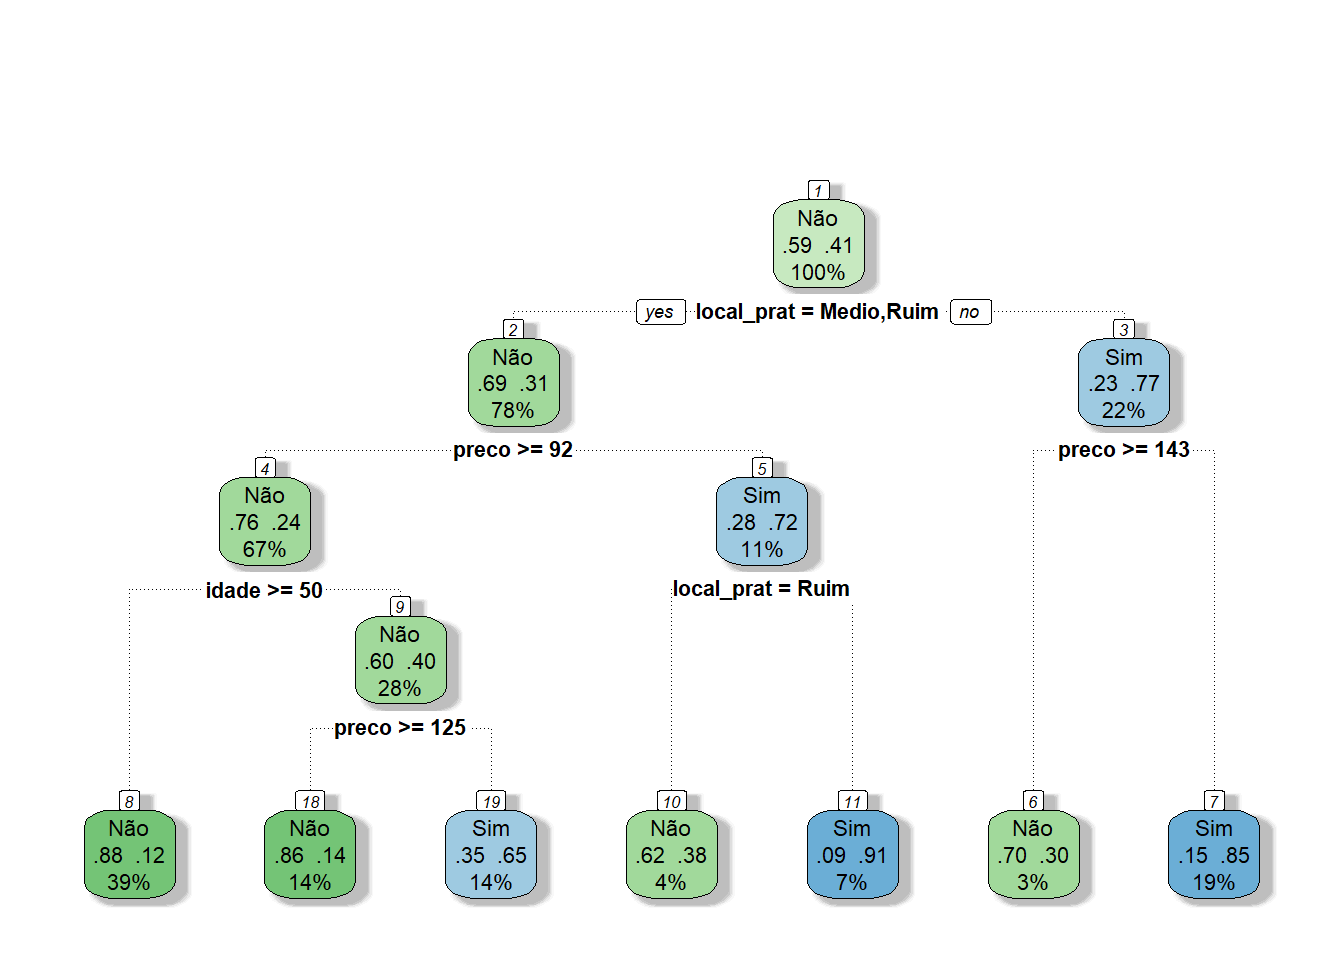 1
Não
.59 .41
100%
yes local_prat = Medio,Ruim no
2
Não
.69 .31
78%
3
Sim
.23 .77
22%
preco >= 92
preco >= 143
4
Não
.76 .24
67%
5
Sim
.28 .72
11%
idade >= 50
local_prat = Ruim
9
Não
.60 .40
28%
preco >= 125
8
Não
.88 .12
39%
18
Não
.86 .14
14%
19
Sim
.35 .65
14%
10
Não
.62 .38
4%
11
Sim
.09 .91
7%
6
Não
.70 .30
3%
7
Sim
.15 .85
19%